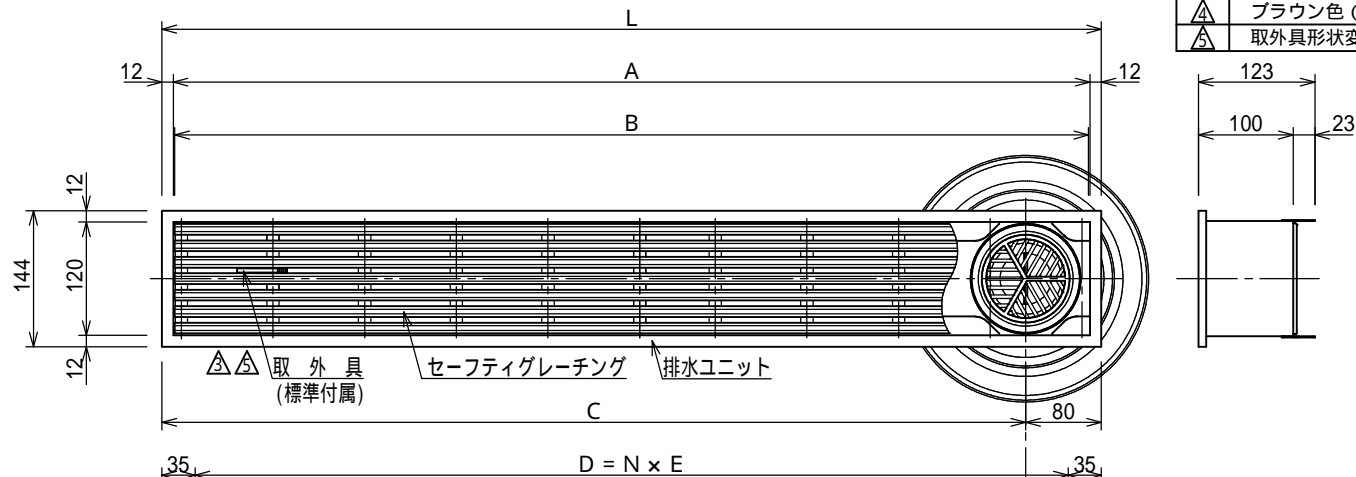 L
4 ブラウン色 (
5 取外具形状変
12
A
12
123
B
100
23
12
144
120
12
3 5 取 外 具
(標準付属)
セーフティグレーチング
排水ユニット
C
80
35
D = N × E
35